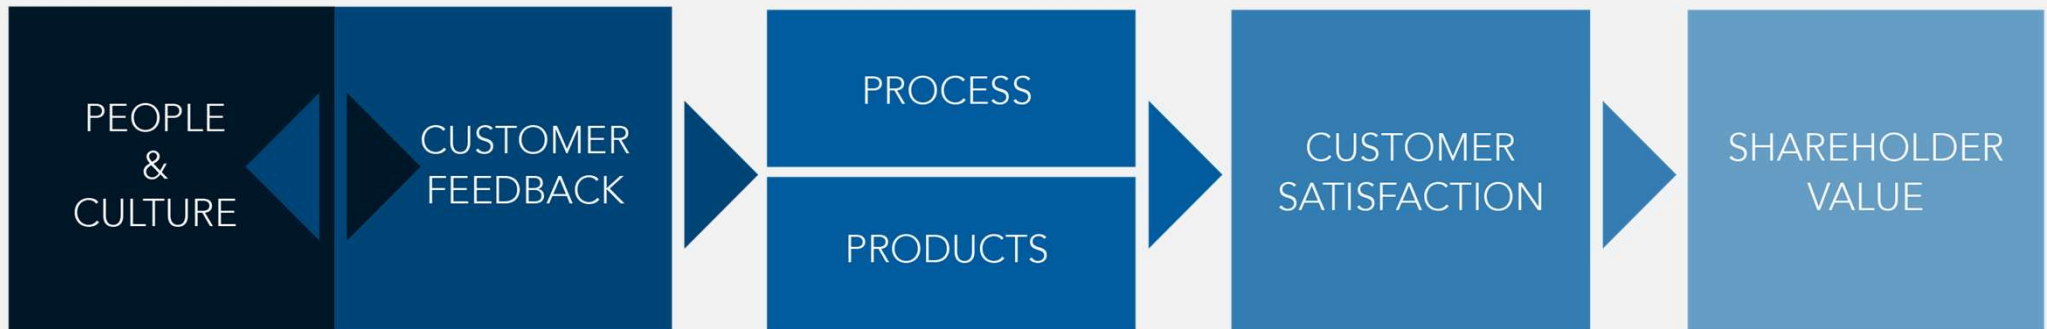 PEOPLE
&
CULTURE
CUSTOMER
FEEDBACK
PROCESS
PRODUCTS
CUSTOMER
SATISFACTION
SHAREHOLDER
VALUE